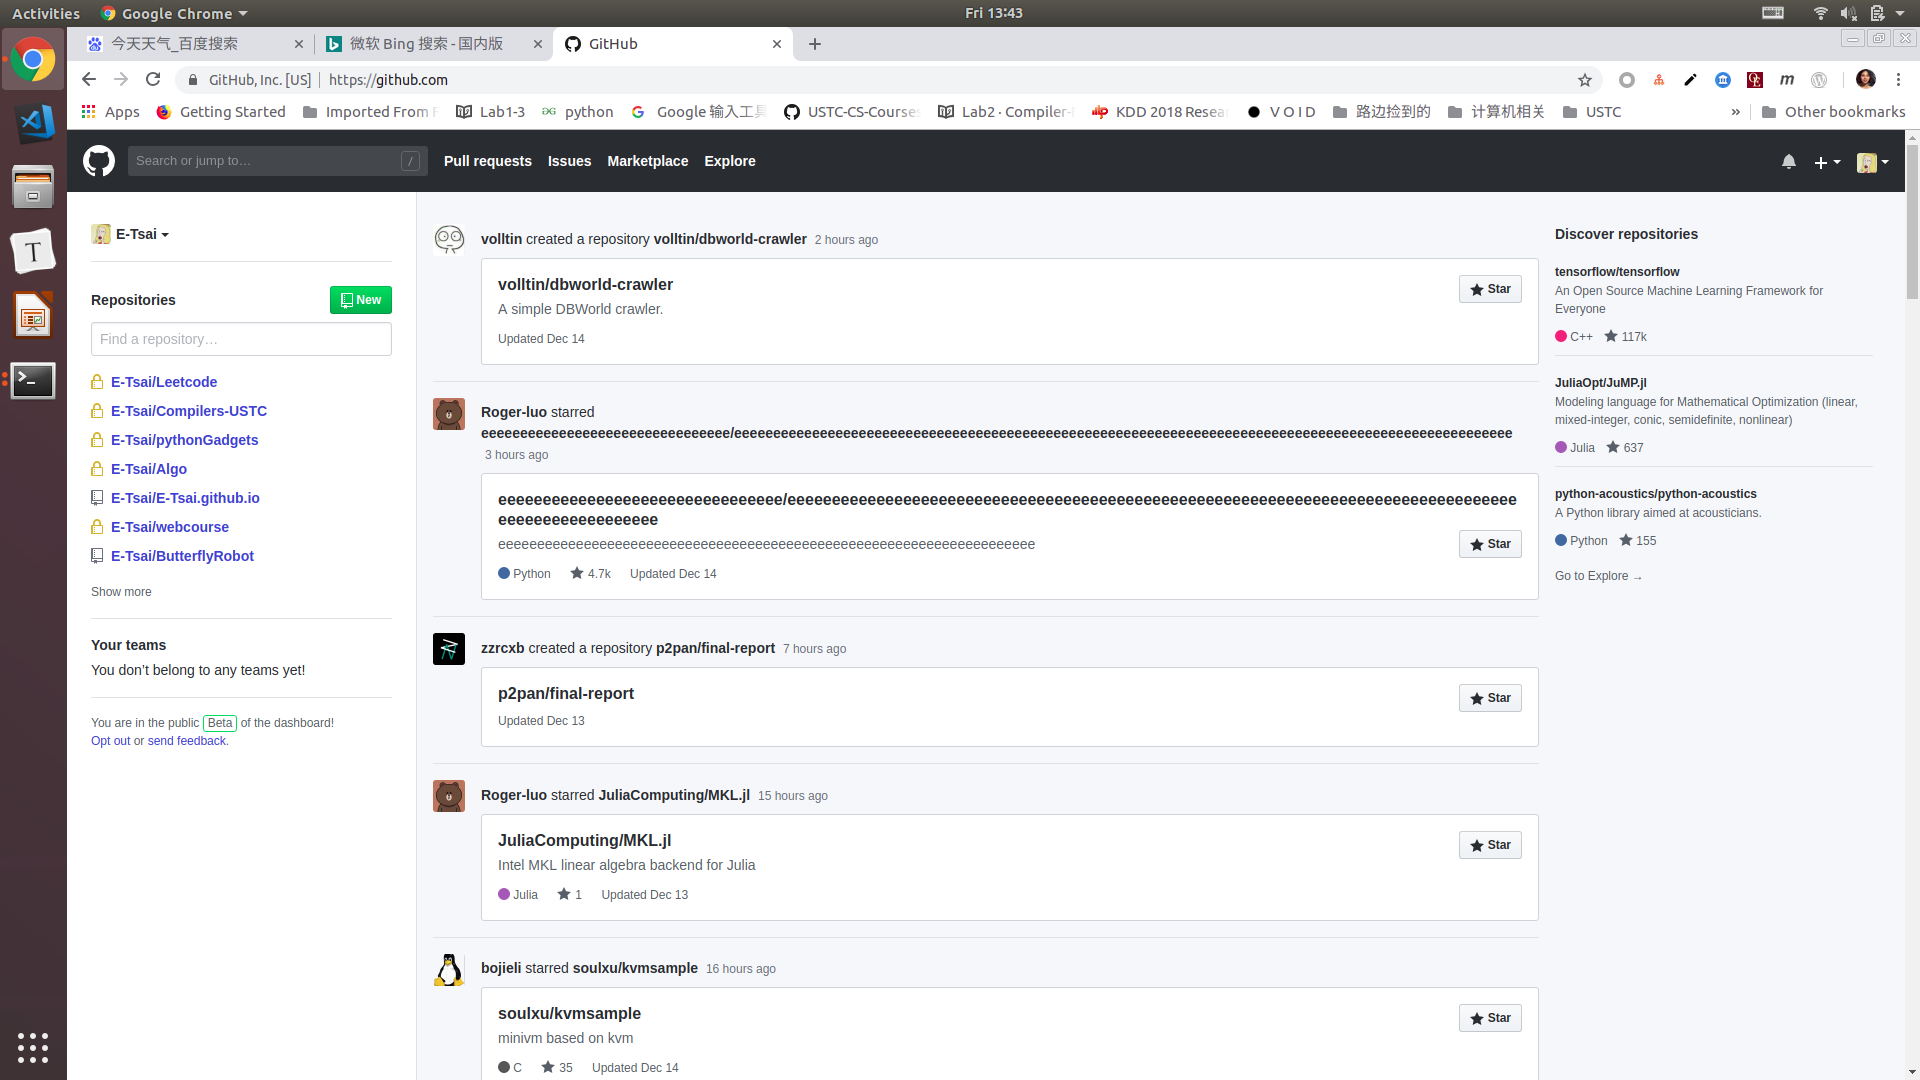 Activities
Google Chrome
Fri 13:43
今天天气_百度搜索
微软 Bing 搜索 - 国内版
GitHub
GitHub, Inc. [US]
https://github.com
Apps
Getting Started
Imported From F
Lab1-3
python
Google 输入工具
USTC-CS-Courses
Lab2 · Compiler-
KDD 2018 Resear
V O I D
路边捡到的
计算机相关
USTC
»
Other bookmarks
Search or jump to…
/
Pull requests
Issues
Marketplace
Explore
E-Tsai
Repositories
New
Find a repository…
E-Tsai/Leetcode
E-Tsai/Compilers-USTC
E-Tsai/pythonGadgets
E-Tsai/Algo
E-Tsai/E-Tsai.github.io
E-Tsai/webcourse
E-Tsai/ButterflyRobot
Show more
Your teams
You don’t belong to any teams yet!
You are in the public Beta of the dashboard!
Opt out or send feedback.
volltin created a repository volltin/dbworld-crawler 2 hours ago
volltin/dbworld-crawler
Star
A simple DBWorld crawler.
Updated Dec 14
Roger-luo starred
3 hours ago
Star
Python 4.7k Updated Dec 14
zzrcxb created a repository p2pan/final-report 7 hours ago
p2pan/final-report
Star
Updated Dec 13
Roger-luo starred JuliaComputing/MKL.jl 15 hours ago
JuliaComputing/MKL.jl
Star
Intel MKL linear algebra backend for Julia
Julia 1 Updated Dec 13
bojieli starred soulxu/kvmsample 16 hours ago
soulxu/kvmsample
Star
minivm based on kvm
C 35 Updated Dec 14
Discover repositories
tensorflow/tensorflow
An Open Source Machine Learning Framework for
Everyone
C++ 117k
JuliaOpt/JuMP.jl
Modeling language for Mathematical Optimization (linear,
mixed-integer, conic, semidefinite, nonlinear)
Julia 637
python-acoustics/python-acoustics
A Python library aimed at acousticians.
Python 155
Go to Explore →